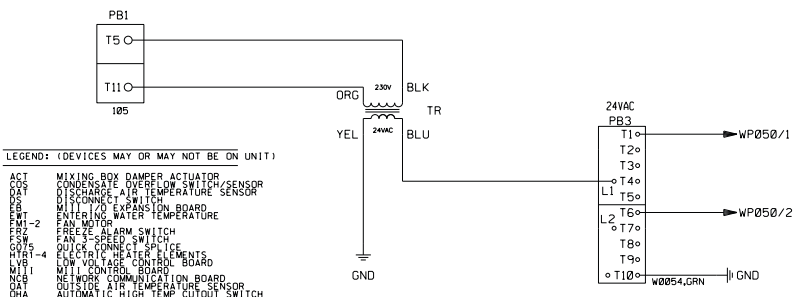 PB1
T5
T11
105
ORG
230V
BLK
TR
YEL
24VAC
BLU
GND
24VAC
PB3
T1
T2
T3
T4
L1
T5
T6
L2
T7
T8
T9
T10
WP050/1
WP050/2
W0054,GRN
GND
LEGEND: (DEVICES MAY OR MAY NOT BE ON UNIT)
ACT MIXING BOX DAMPER ACTUATOR
COS CONDENSATE OVERFLOW SWITCH/SENSOR
DAT DISCHARGE AIR TEMPERATURE SENSOR
DS DISCONNECT SWITCH
EB MIII I/O EXPANSION BOARD
EWT ENTERING WATER TEMPERATURE
FM1-2 FAN MOTOR
FRZ FREEZE ALARM SWITCH
FSW FAN 3-SPEED SWITCH
GO75 QUICK CONNECT SPLICE
HTR1-4 ELECTRIC HEATER ELEMENTS
LVB LOW VOLTAGE CONTROL BOARD
MIII MIII CONTROL BOARD
NCB NETWORK COMMUNICATION BOARD
OAT OUTSIDE AIR TEMPERATURE SENSOR
OHA AUTOMATIC HIGH TEMP CUTOUT SWITCH